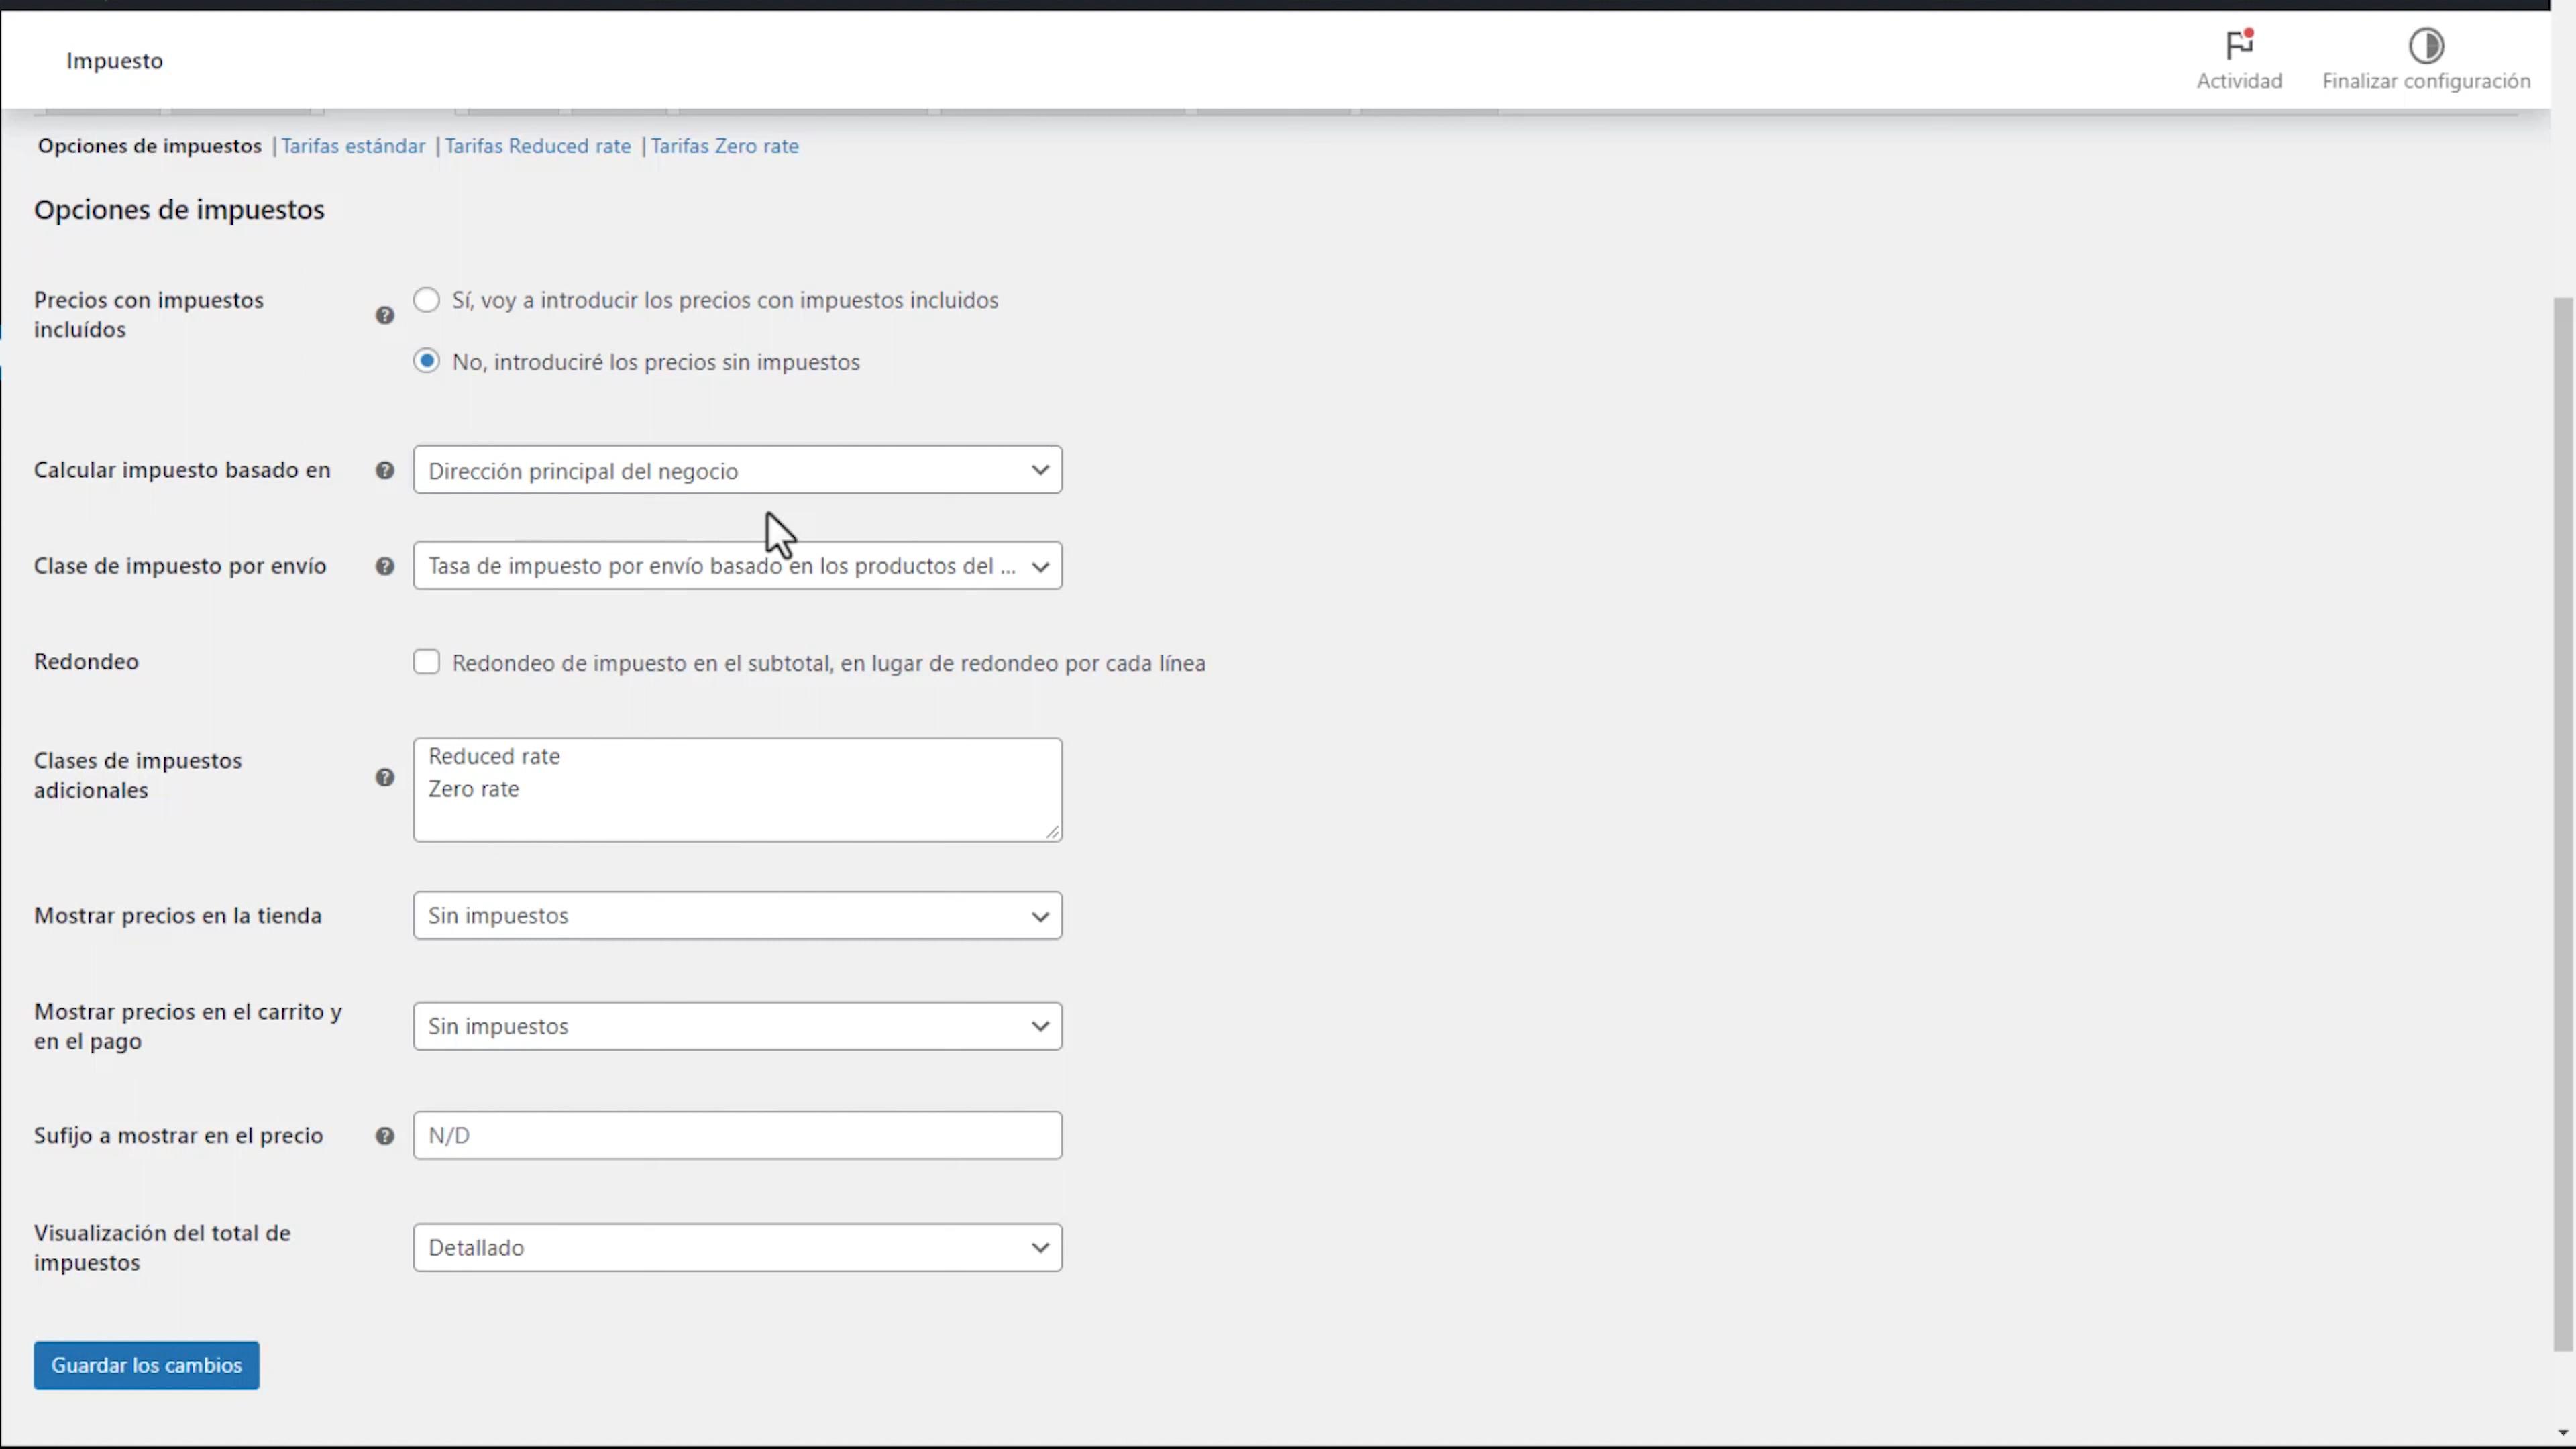 Impuesto
Actividad
Finalizar configuración
Opciones de impuestos | Tarifas estándar | Tarifas Reduced rate | Tarifas Zero rate
Opciones de impuestos
Precios con impuestos
incluídos
Sí, voy a introducir los precios con impuestos incluidos
No, introduciré los precios sin impuestos
Calcular impuesto basado en
Dirección principal del negocio
Clase de impuesto por envío
Tasa de impuesto por envío basado en los productos del ...
Redondeo
Redondeo de impuesto en el subtotal, en lugar de redondeo por cada línea
Clases de impuestos
adicionales
Reduced rate
Zero rate
Mostrar precios en la tienda
Sin impuestos
Mostrar precios en el carrito y
en el pago
Sin impuestos
Sufijo a mostrar en el precio
N/D
Visualización del total de
impuestos
Detallado
Guardar los cambios